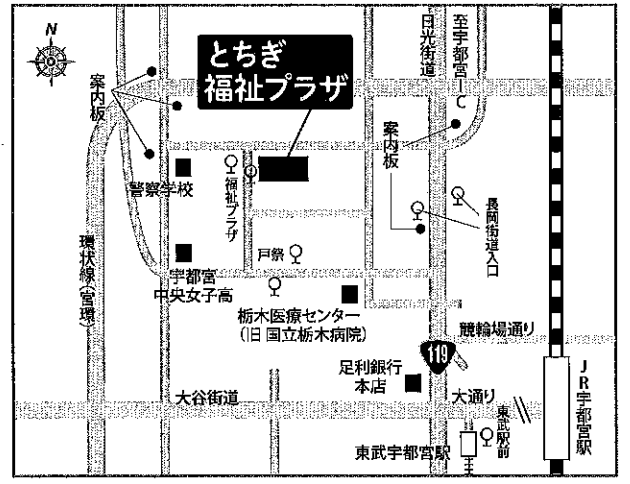 N
案内板
とちぎ
福祉プラザ
日光街道
至宇都宮IC
案内板
警察学校
福祉プラザ
長岡街道入口
戸祭
宇都宮
中央女子高
環状線(宮環)
栃木医療センター
(旧 国立栃木病院)
競輪場通り
119
足利銀行
本店
大谷街道
大通り
東武駅前
東武宇都宮駅
JR宇都宮駅